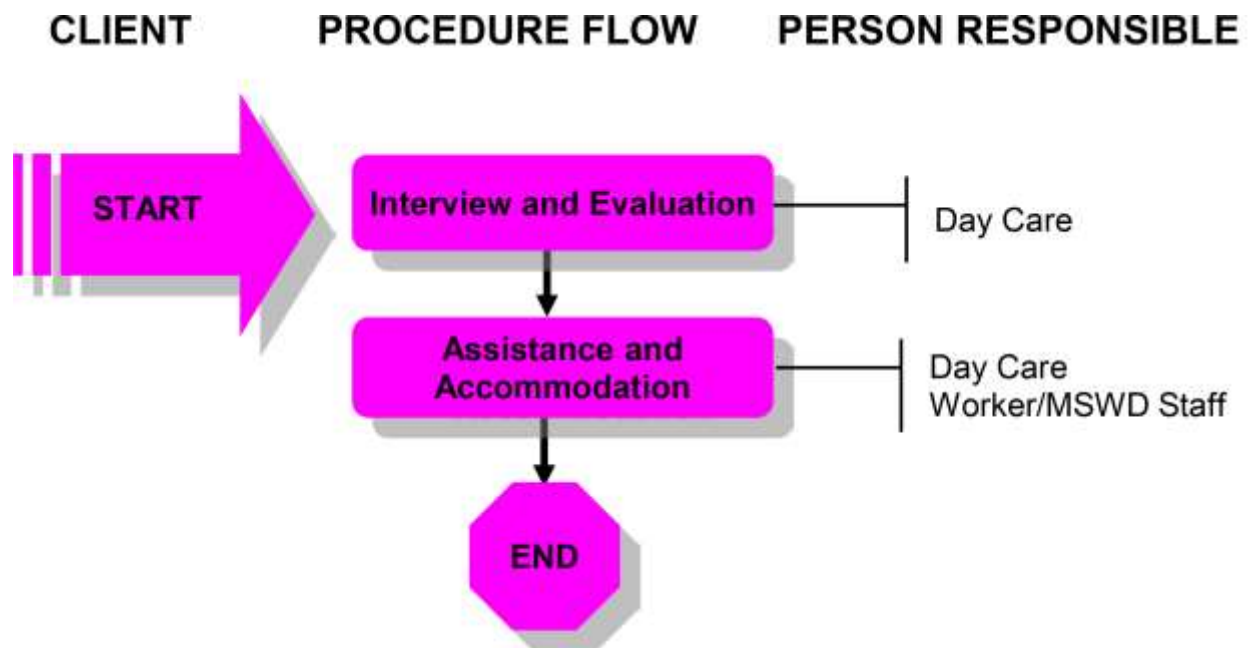 CLIENT PROCEDURE FLOW PERSON RESPONSIBLE
START
Interview and Evaluation
Day Care
Assistance and
Accommodation
Day Care
Worker/MSWD Staff
END